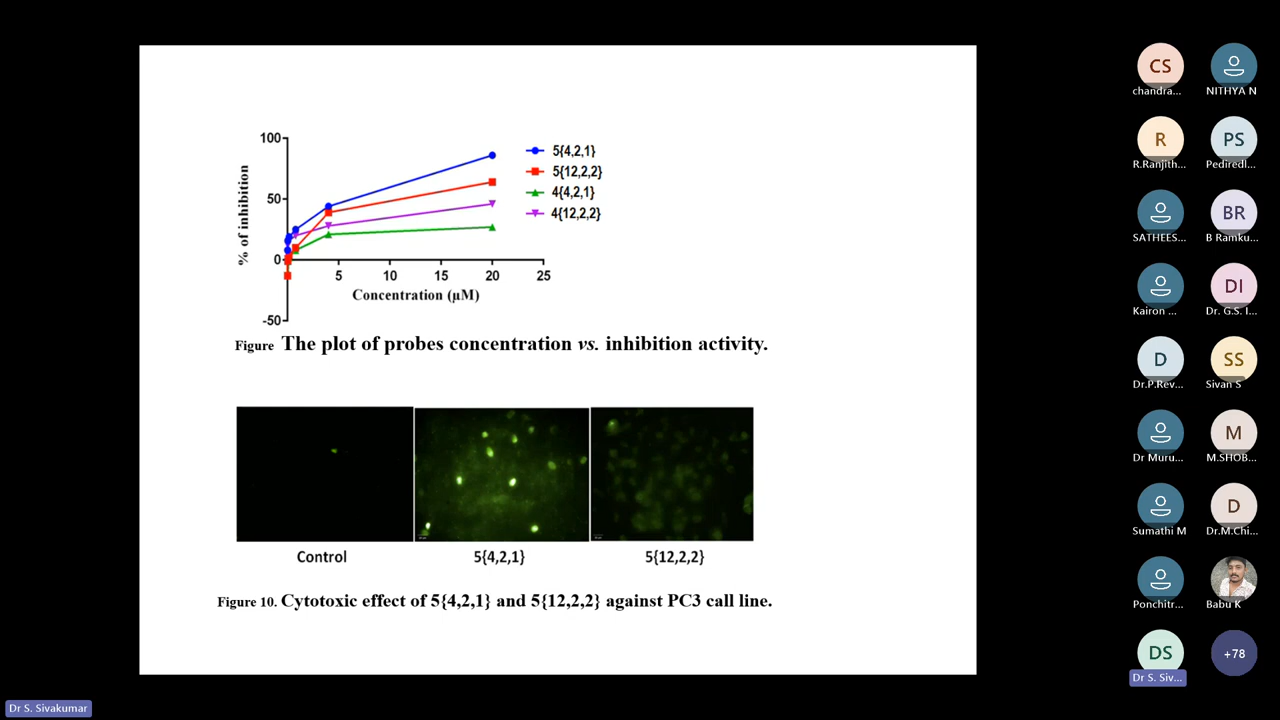 100
50
0
-50
5
10
15
20
25
% of inhibition
Concentration (µM)
5{4,2,1}
5{12,2,2}
4{4,2,1}
4{12,2,2}
Figure The plot of probes concentration vs. inhibition activity.
Control
5{4,2,1}
5{12,2,2}
Figure 10. Cytotoxic effect of 5{4,2,1} and 5{12,2,2} against PC3 call line.
CS
chandra...
NITHYA N
R
R.Ranjith...
PS
Pediredl...
SATHEES...
BR
B Ramku...
Kairon ...
DI
Dr. G.S. I...
D
Dr.P.Rev...
SS
Sivan S
Dr Muru...
M
M.SHOB...
Sumathi M
D
Dr.M.Chi...
Ponchitr...
Babu K
DS
Dr S. Siv...
+78
Dr S. Sivakumar